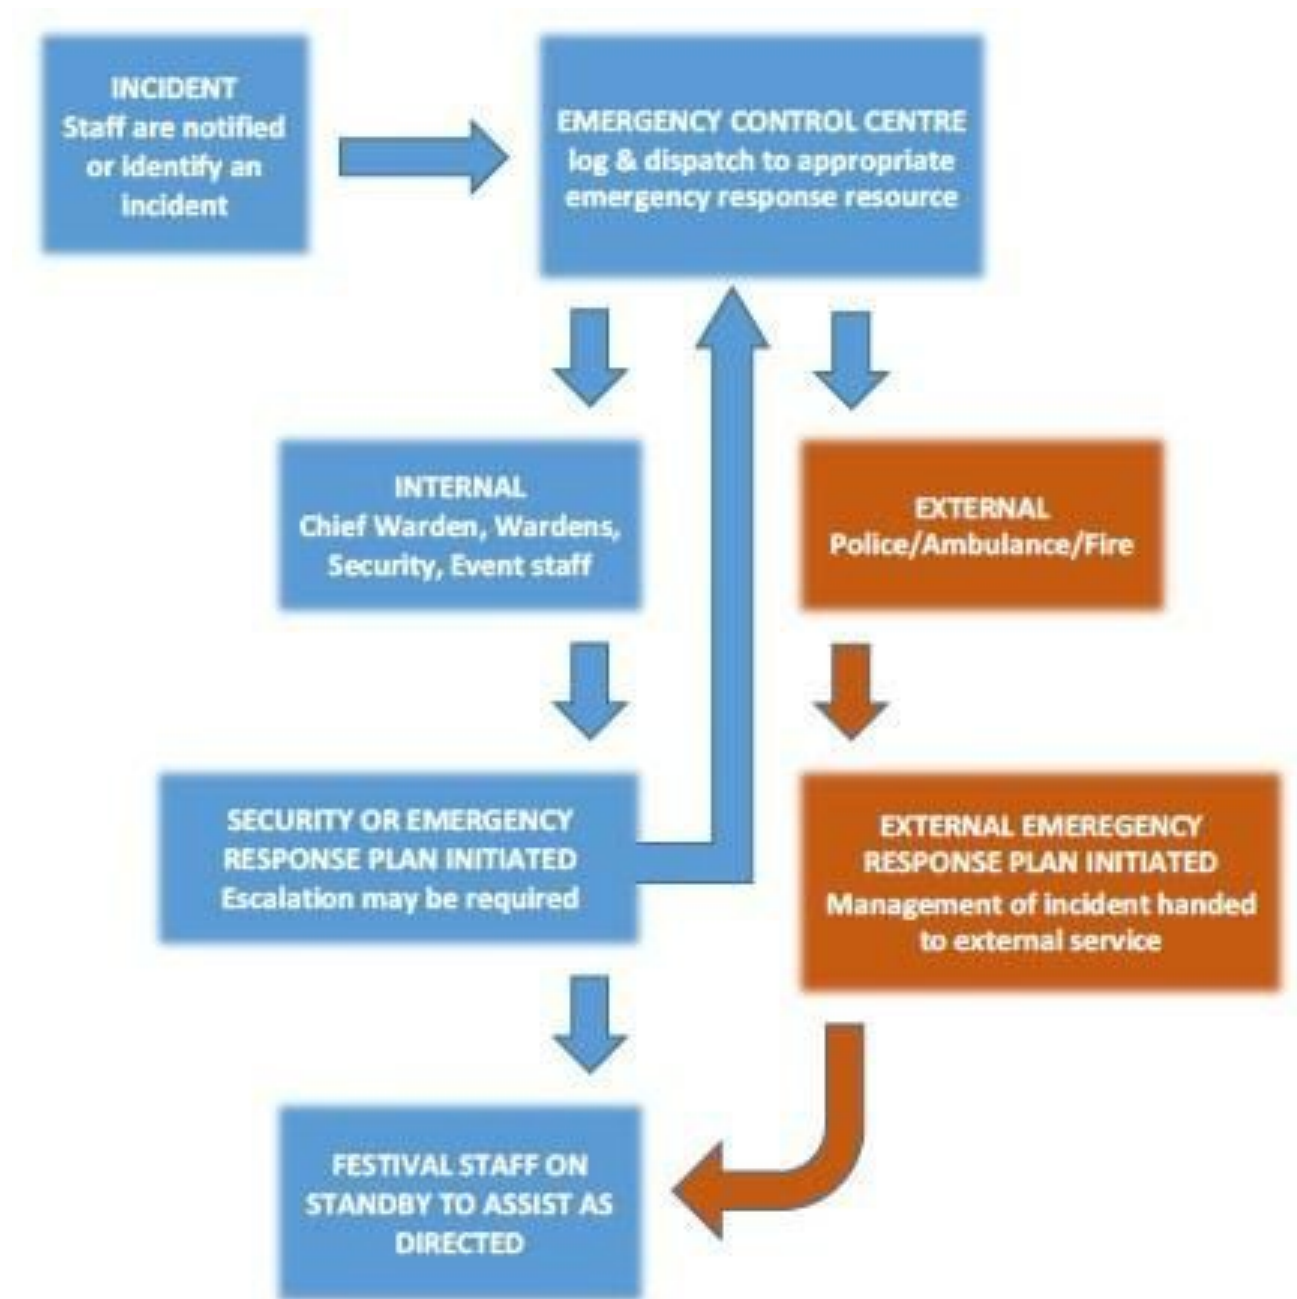 INCIDENT
Staff are notified
or identify an
incident
EMERGENCY CONTROL CENTRE
log & dispatch to appropriate
emergency response resource
INTERNAL
Chief Warden, Wardens,
Security, Event staff
EXTERNAL
Police/Ambulance/Fire
SECURITY OR EMERGENCY
RESPONSE PLAN INITIATED
Escalation may be required
EXTERNAL EMEREGENCY
RESPONSE PLAN INITIATED
Management of incident handed
to external service
FESTIVAL STAFF ON
STANDBY TO ASSIST AS
DIRECTED